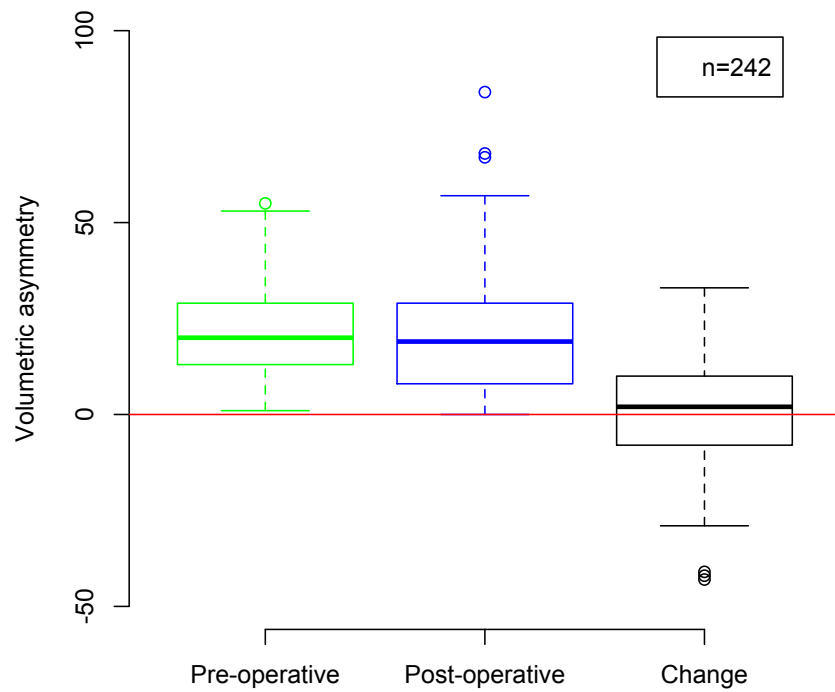 n=242
Volumetric asymmetry
100
50
0
-50
Pre-operative
Post-operative
Change